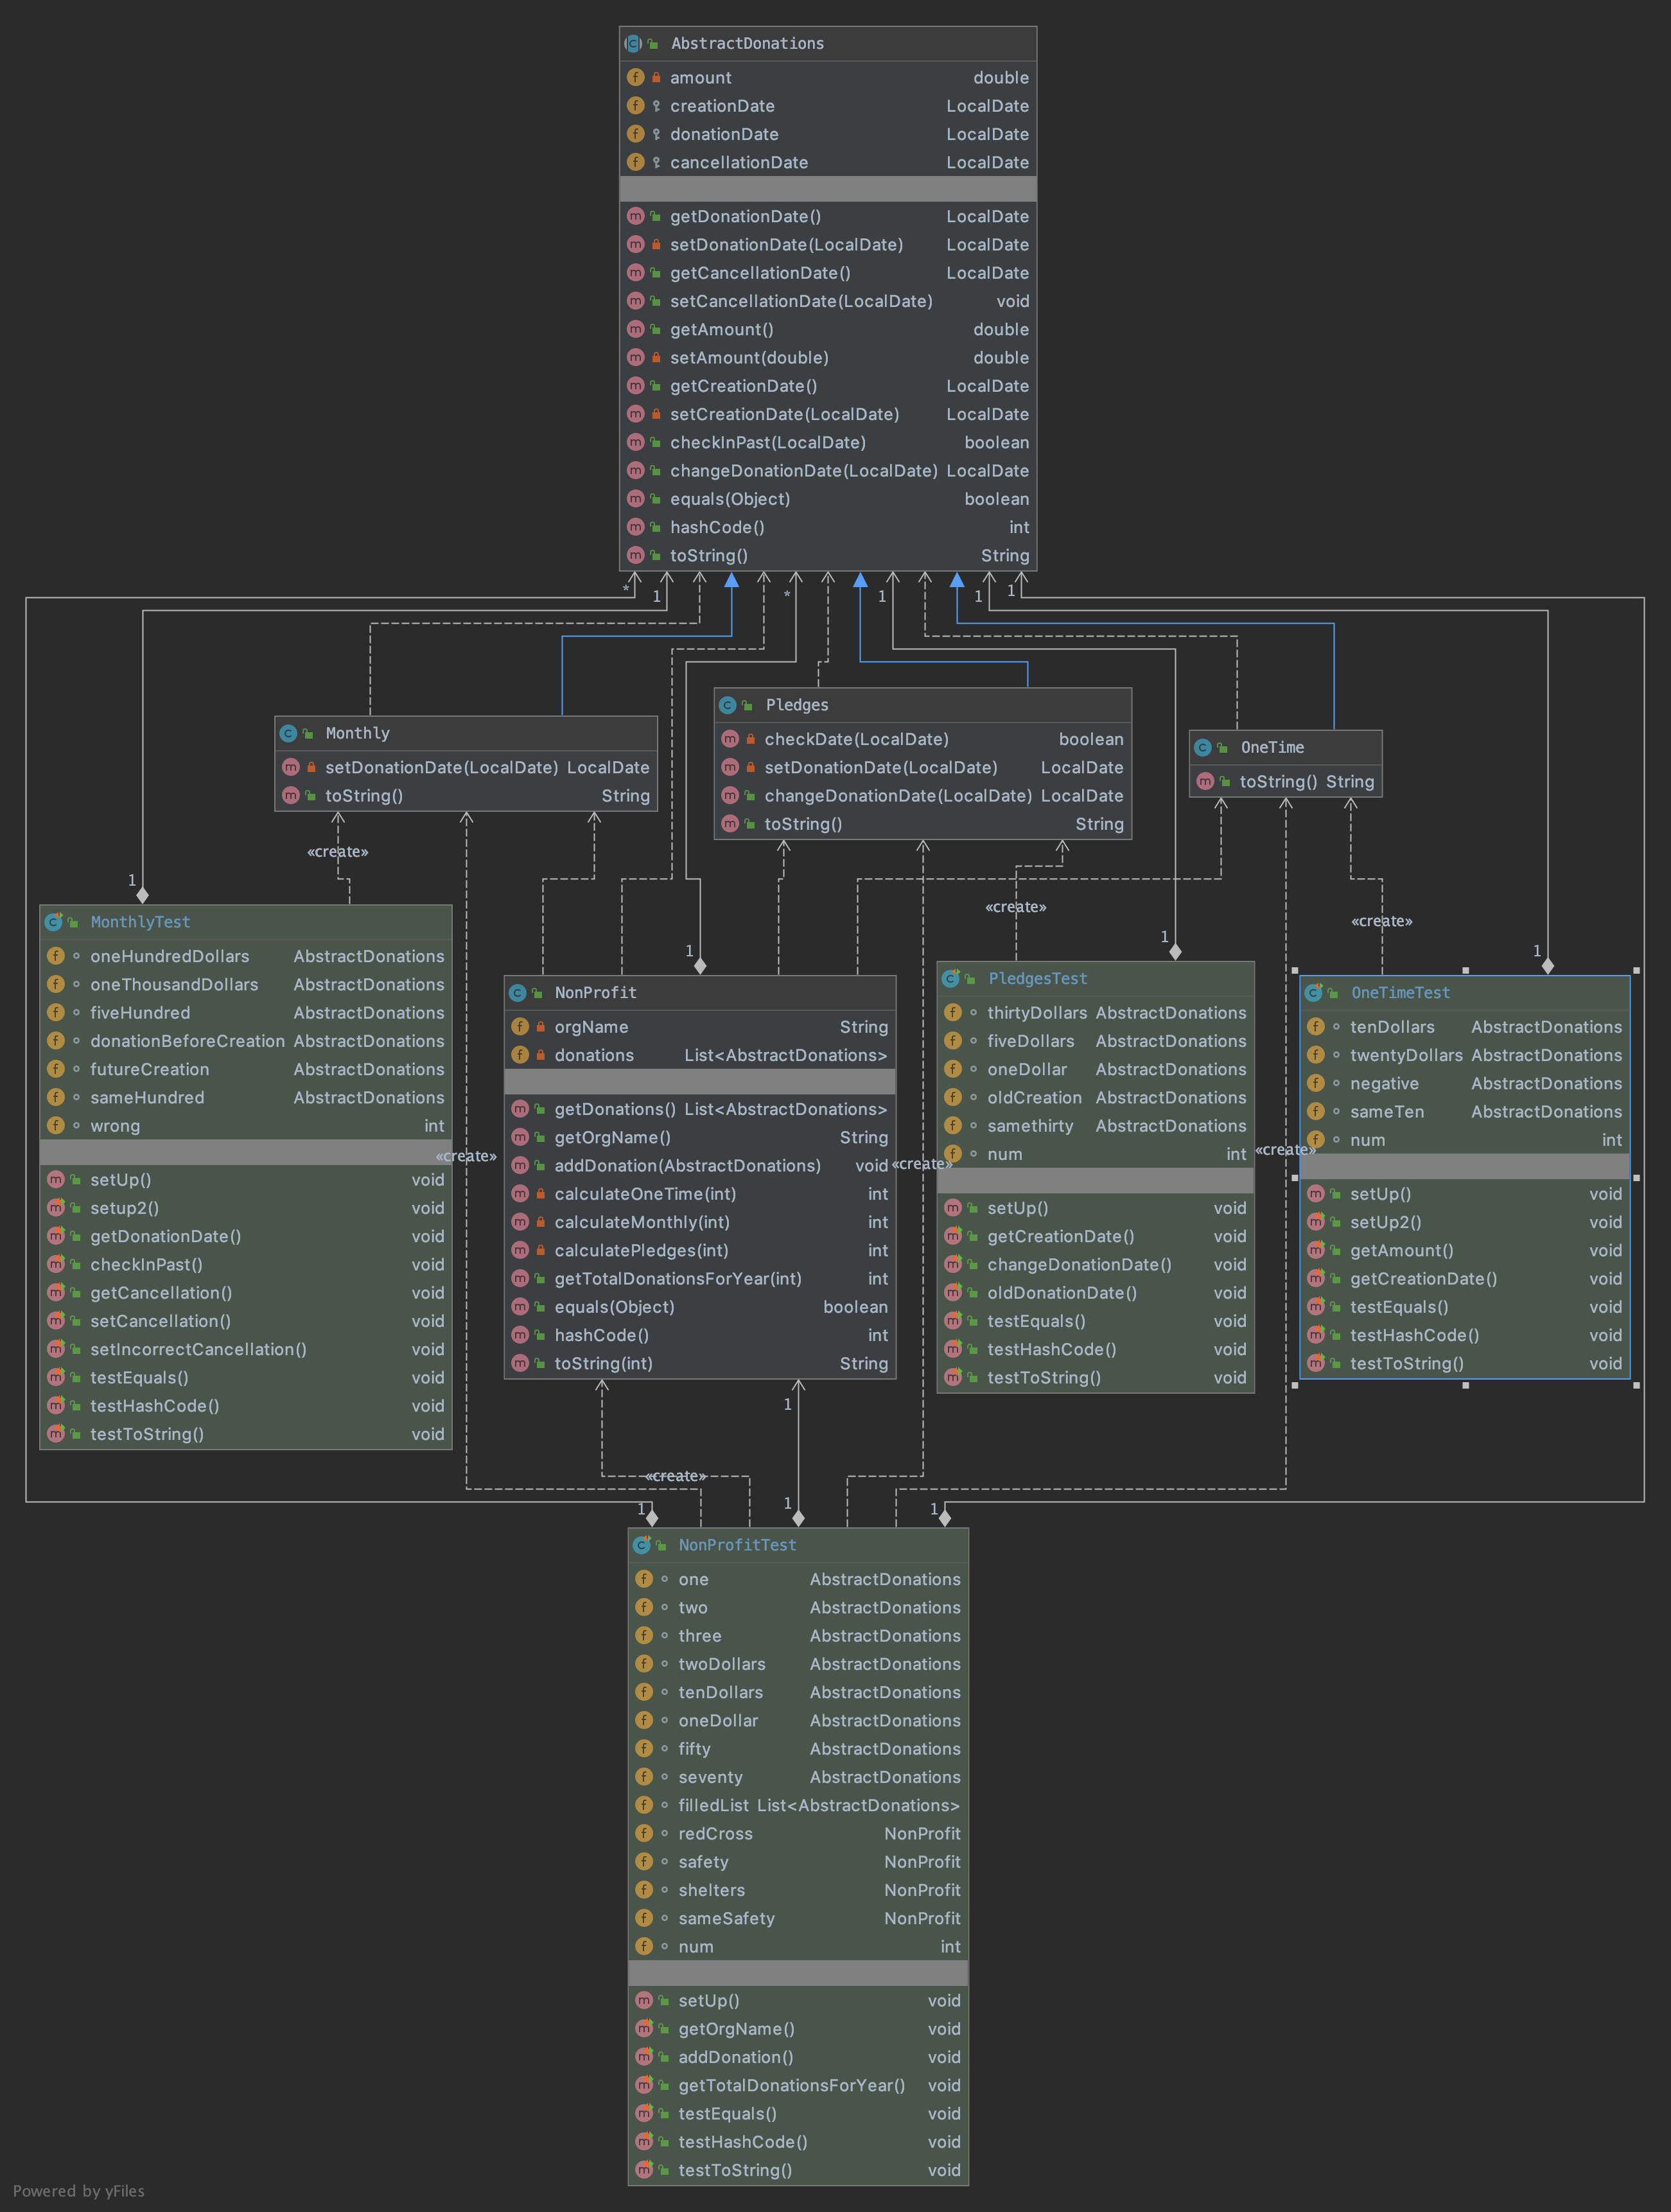 AbstractDonations
amount double
creationDate LocalDate
donationDate LocalDate
cancellationDate LocalDate
getDonationDate() LocalDate
setDonationDate(LocalDate) LocalDate
getCancellationDate() LocalDate
setCancellationDate(LocalDate) void
getAmount() double
setAmount(double) double
getCreationDate() LocalDate
setCreationDate(LocalDate) LocalDate
checkInPast(LocalDate) boolean
changeDonationDate(LocalDate) LocalDate
equals(Object) boolean
hashCode() int
toString() String
* 1 * 1 1 1
Monthly
setDonationDate(LocalDate) LocalDate
toString() String
Pledges
checkDate(LocalDate) boolean
setDonationDate(LocalDate) LocalDate
changeDonationDate(LocalDate) LocalDate
toString() String
OneTime
toString() String
«create»
«create»
«create»
1
1
1
1
MonthlyTest
oneHundredDollars AbstractDonations
oneThousandDollars AbstractDonations
fiveHundred AbstractDonations
donationBeforeCreation AbstractDonations
futureCreation AbstractDonations
sameHundred AbstractDonations
wrong int
setUp() void
setup2() void
getDonationDate() void
checkInPast() void
getCancellation() void
setCancellation() void
setIncorrectCancellation() void
testEquals() void
testHashCode() void
testToString() void
«create»
NonProfit
orgName String
donations List<AbstractDonations>
getDonations() List<AbstractDonations>
getOrgName() String
addDonation(AbstractDonations) void
calculateOneTime(int) int
calculateMonthly(int) int
calculatePledges(int) int
getTotalDonationsForYear(int) int
equals(Object) boolean
hashCode() int
toString(int) String
«create»
PledgesTest
thirtyDollars AbstractDonations
fiveDollars AbstractDonations
oneDollar AbstractDonations
oldCreation AbstractDonations
samethirty AbstractDonations
num int
setUp() void
getCreationDate() void
changeDonationDate() void
oldDonationDate() void
testEquals() void
testHashCode() void
testToString() void
«create»
OneTimeTest
tenDollars AbstractDonations
twentyDollars AbstractDonations
negative AbstractDonations
sameTen AbstractDonations
num int
setUp() void
setUp2() void
getAmount() void
getCreationDate() void
testEquals() void
testHashCode() void
testToString() void
1
«create»
1 1 1
NonProfitTest
one AbstractDonations
two AbstractDonations
three AbstractDonations
twoDollars AbstractDonations
tenDollars AbstractDonations
oneDollar AbstractDonations
fifty AbstractDonations
seventy AbstractDonations
filledList List<AbstractDonations>
redCross NonProfit
safety NonProfit
shelters NonProfit
sameSafety NonProfit
num int
setUp() void
getOrgName() void
addDonation() void
getTotalDonationsForYear() void
testEquals() void
testHashCode() void
testToString() void
Powered by yFiles